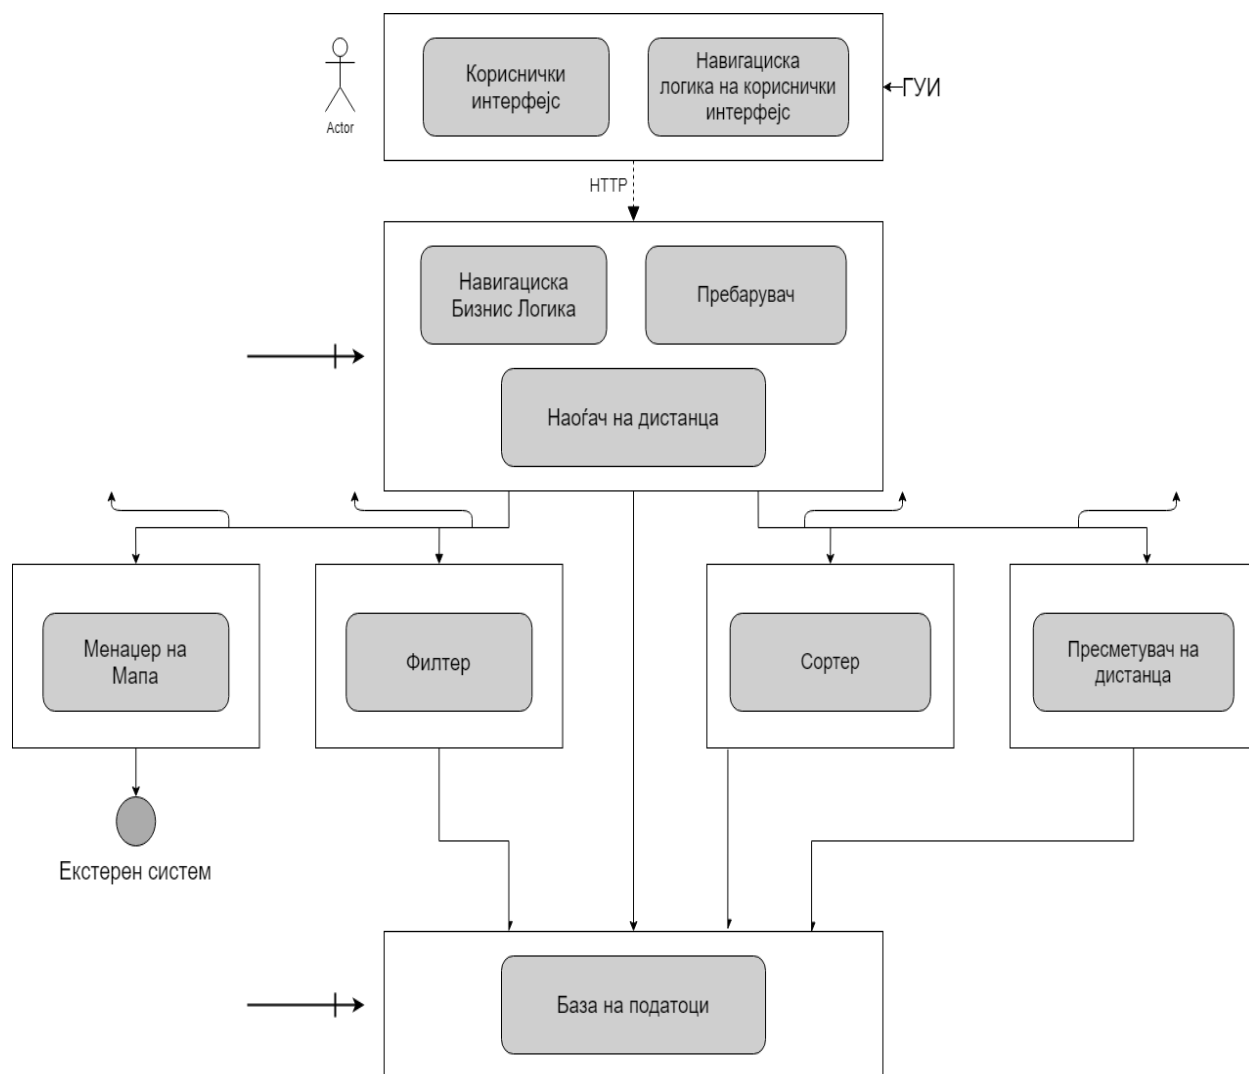 Кориснички
интерфејс
Навигациска
логика на кориснички
интерфејс
ГУИ
Actor
HTTP
Навигациска
Бизнис Логика
Пребарувач
Наоѓач на дистанца
Менаџер на
Мапа
Филтер
Сортер
Пресметувач на
дистанца
Екстерен систем
База на податоци